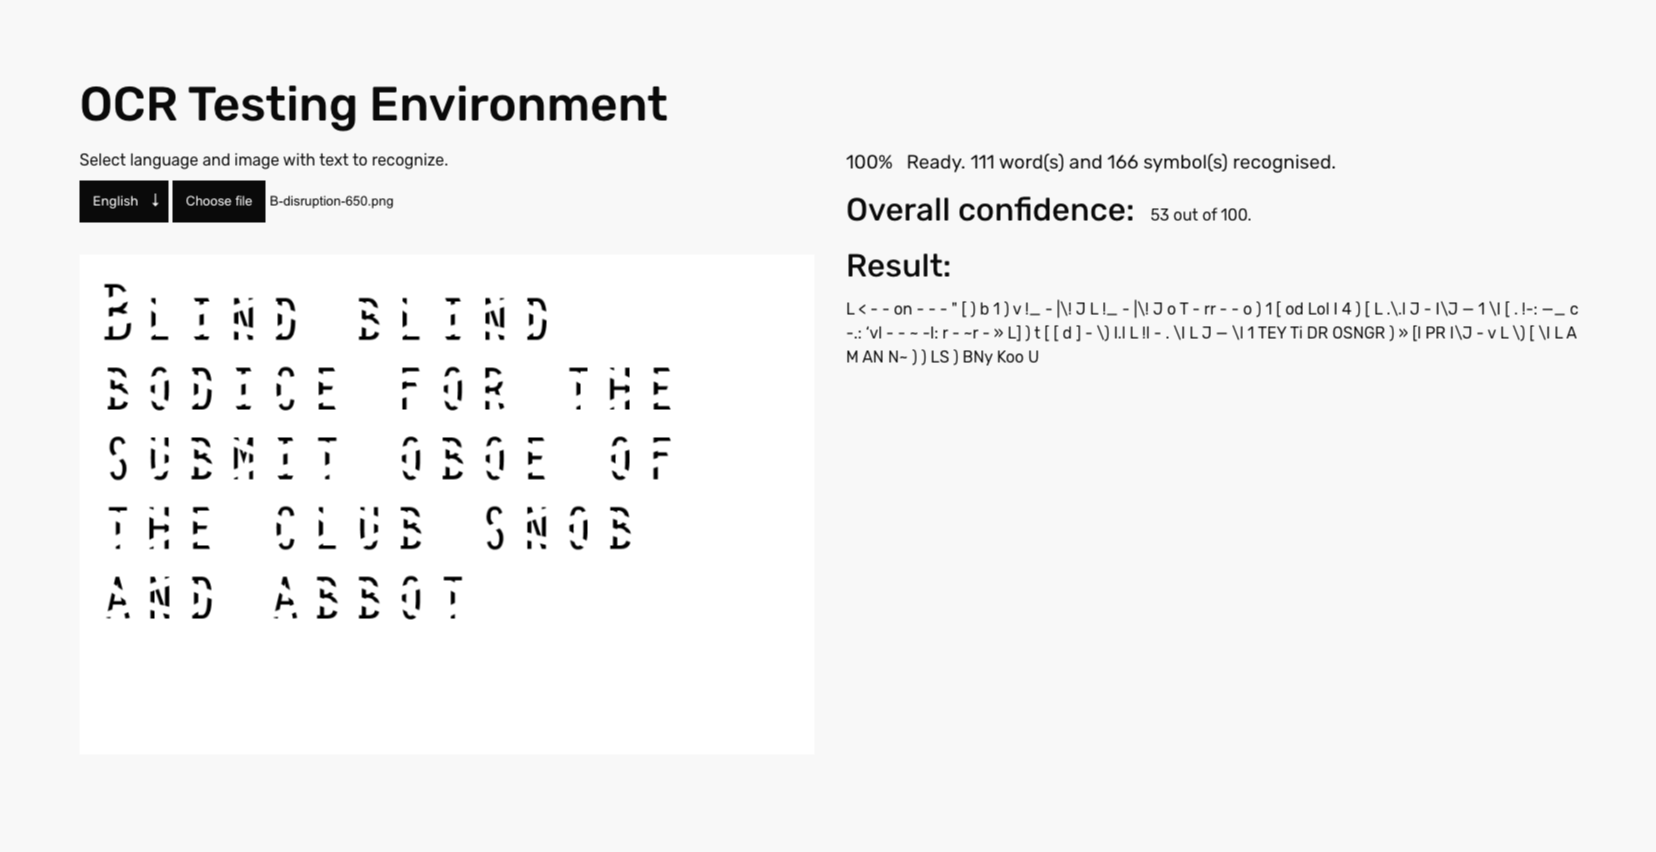 OCR Testing Environment
Select language and image with text to recognize.
English ↓ Choose file B-disruption-650.png
BLIND BLIND
BODICE FOR THE
SUBMIT OBOE OF
THE CLUB SNOB
AND ABBOT
100% Ready. 111 word(s) and 166 symbol(s) recognised.
Overall confidence: 53 out of 100.
Result:
L < - - on - - - " [ ) b 1 ) v !_ - |\! J L !_ - |\! J o T - rr - - o ) 1 [ od Lol I 4 ) [ L .\.I J - I\J — 1 \I [ . !-: —_ c
-.: ‘vl - - ~ -I: r - ~r - » L] ) t [ [ d ] - \) I.I L !I - . \I L J — \I 1 TEY Ti DR OSNGR ) » [I PR I\J - v L \) [ \I L A
M AN N~ ) ) LS ) BNy Koo U